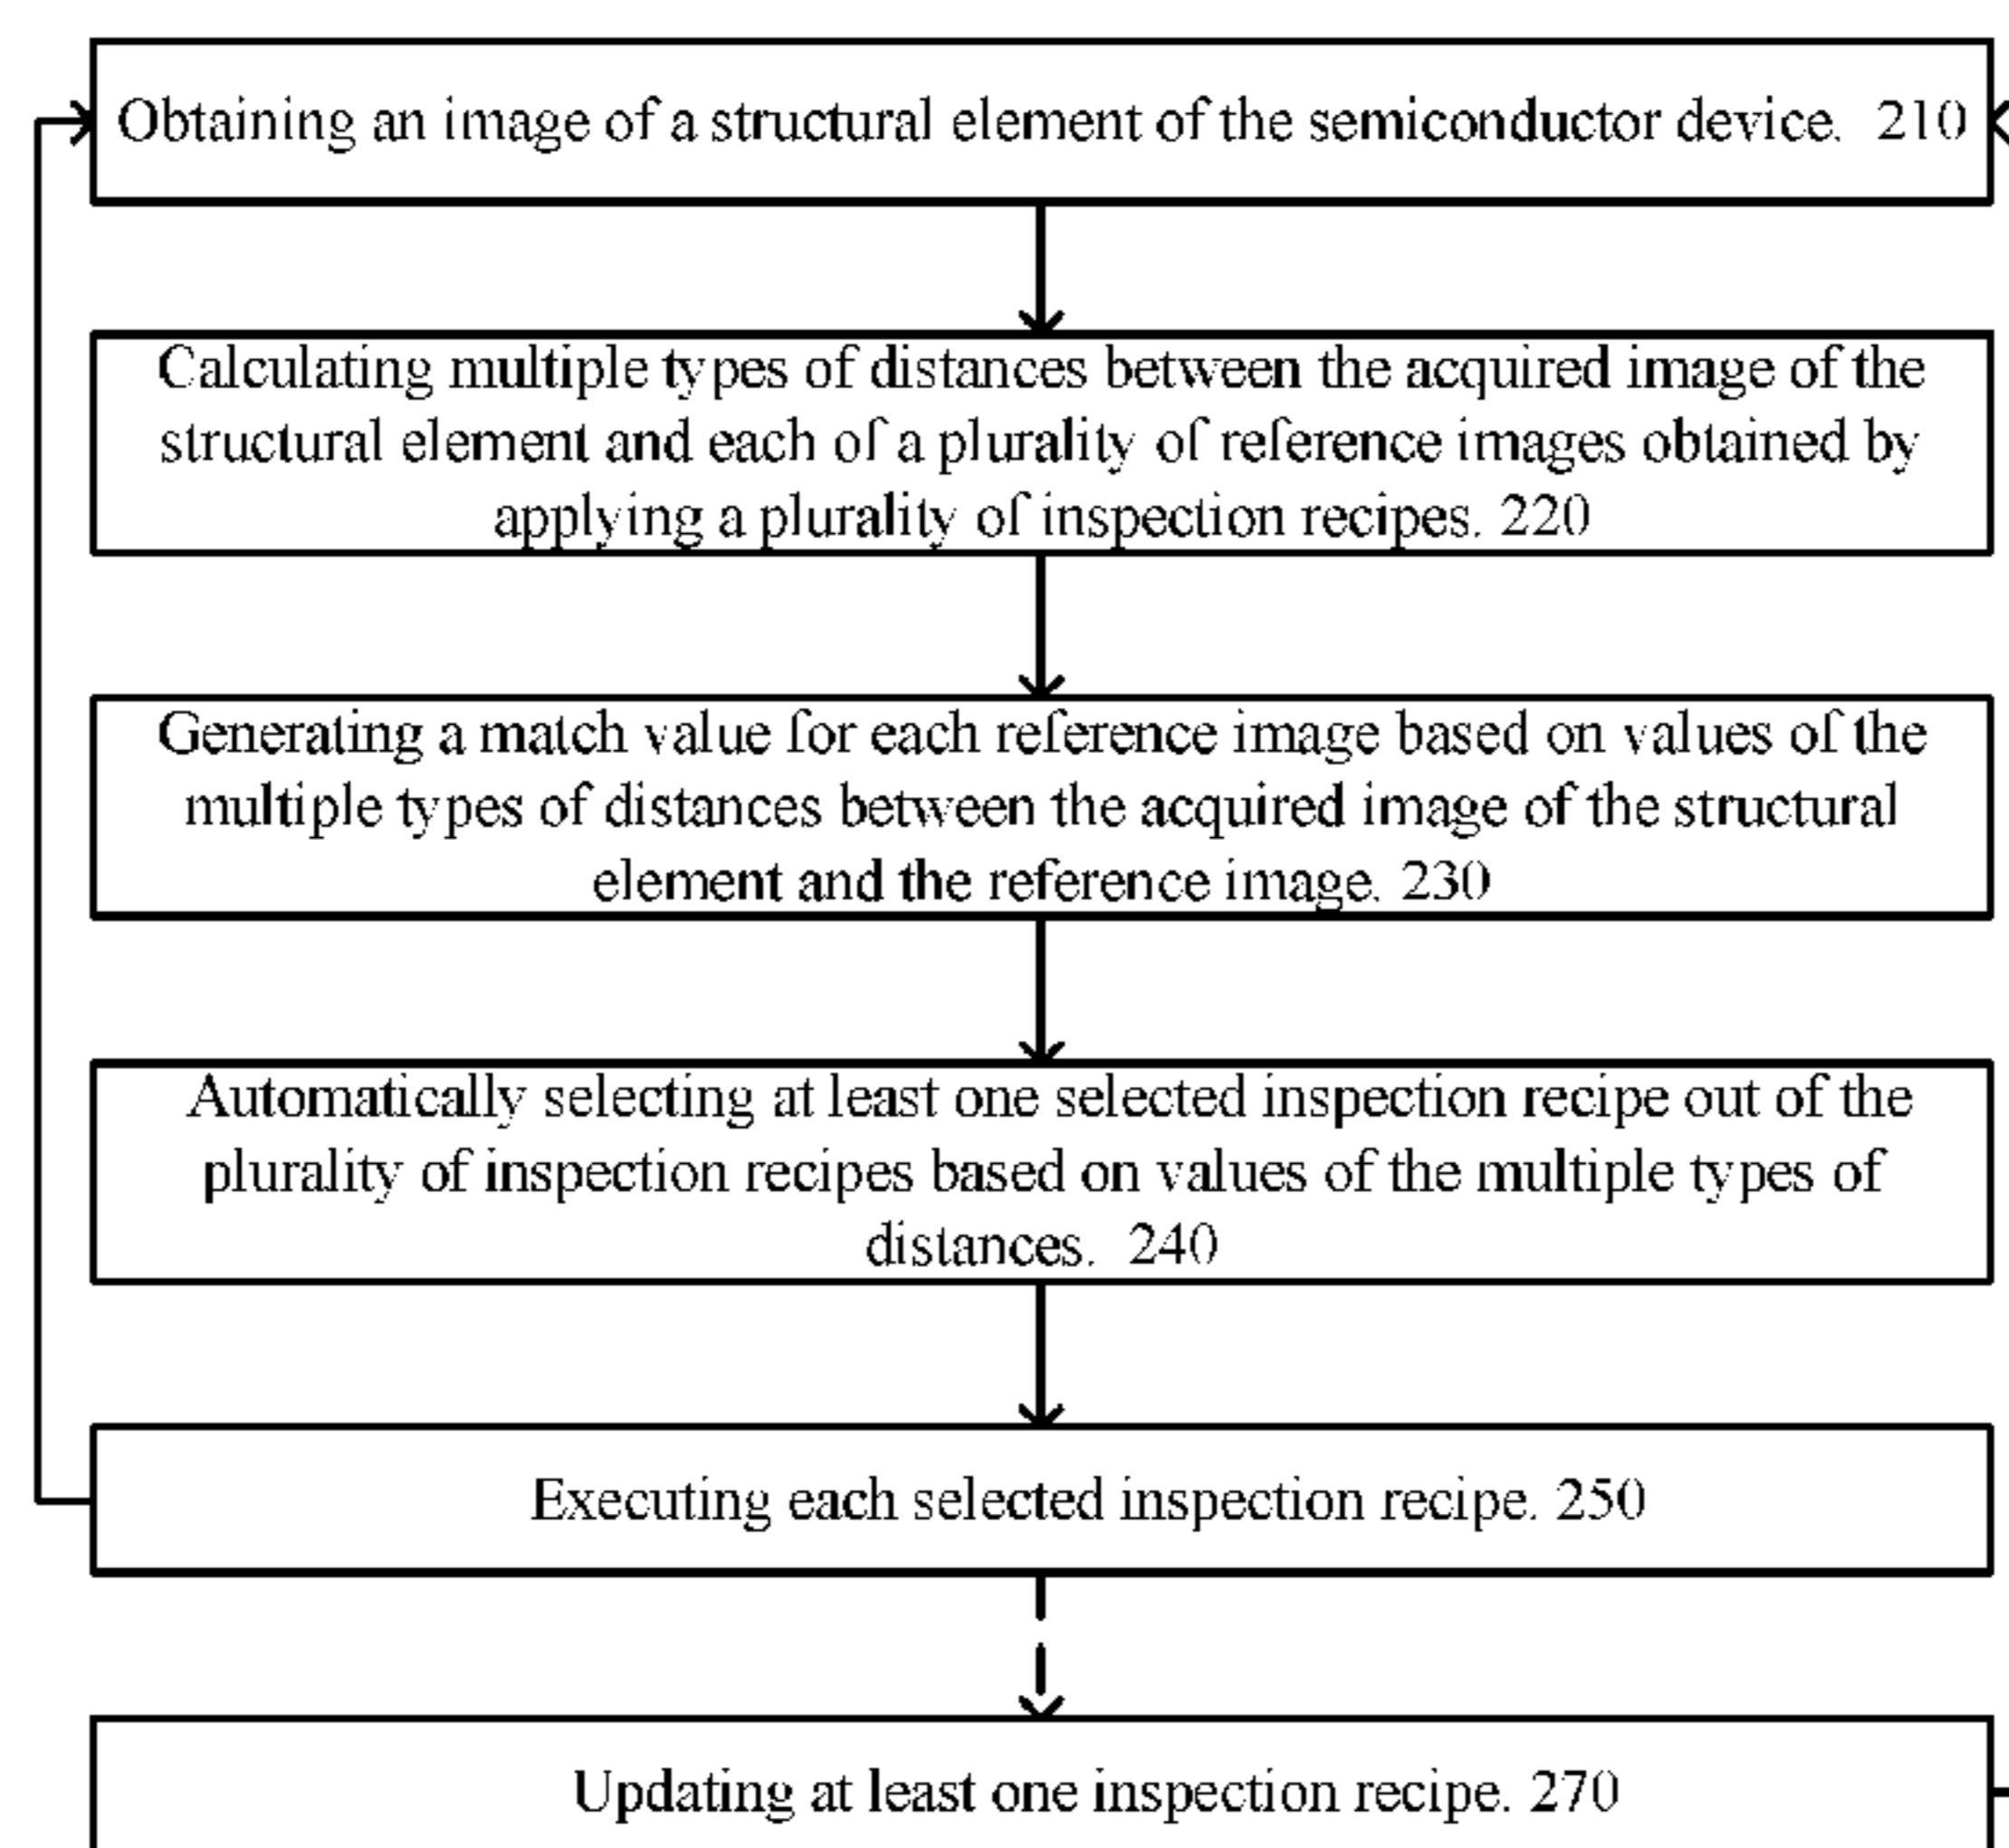 Obtaining an image of a structural element of the semiconductor device. 210
Calculating multiple types of distances between the acquired image of the
structural element and each of a plurality of reference images obtained by
applying a plurality of inspection recipes. 220
Generating a match value for each reference image based on values of the
multiple types of distances between the acquired image of the structural
element and the reference image. 230
Automatically selecting at least one selected inspection recipe out of the
plurality of inspection recipes based on values of the multiple types of
distances. 240
Executing each selected inspection recipe. 250
Updating at least one inspection recipe. 270